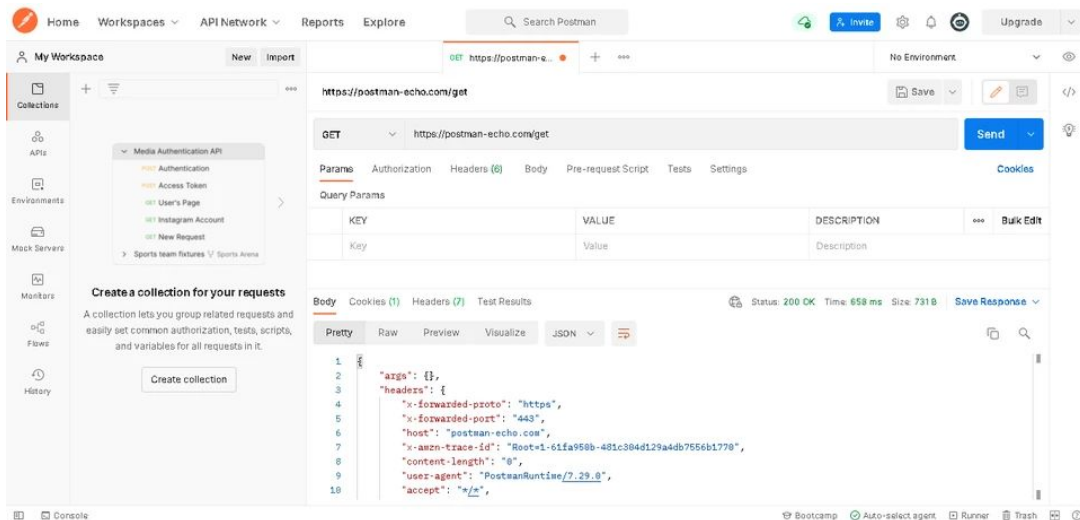 Home Workspaces API Network Reports Explore Search Postman Invite Upgrade
My Workspace New Import GET https://postman-e... No Environment
Collections
APIs
Environments
Mock Servers
Monitors
Flows
History
Media Authentication API
POST Authentication
POST Access Token
GET User's Page
GET Instagram Account
GET New Request
Sports team fixtures Sports Arena
Create a collection for your requests
A collection lets you group related requests and
easily set common authorization, tests, scripts,
and variables for all requests in it.
Create collection
https://postman-echo.com/get Save
GET https://postman-echo.com/get Send
Params Authorization Headers (6) Body Pre-request Script Tests Settings Cookies
Query Params
KEY VALUE DESCRIPTION Bulk Edit
Key Value Description
Body Cookies (1) Headers (7) Test Results Status: 200 OK Time: 658 ms Size: 731 B Save Response
Pretty Raw Preview Visualize JSON
1 {
2 "args": {},
3 "headers": {
4 "x-forwarded-proto": "https",
5 "x-forwarded-port": "443",
6 "host": "postman-echo.com",
7 "x-amzn-trace-id": "Root=1-61fa950b-481c304d129a4db7556b1770",
8 "content-length": "0",
9 "user-agent": "PostmanRuntime/7.29.0",
10 "accept": "*/*",
Console Bootcamp Auto-select agent Runner Trash